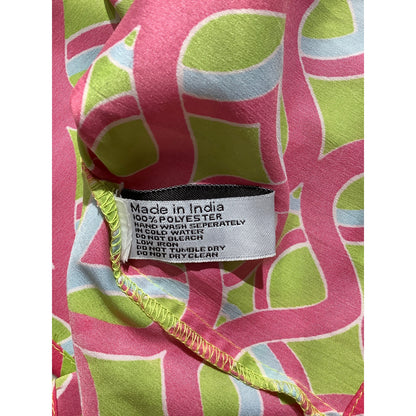 Made in India
100% POLYESTER
HAND WASH SEPERATELY
IN COLD WATER
DO NOT BLEACH
LOW IRON
DO NOT TUMBLE DRY
DO NOT DRY CLEAN